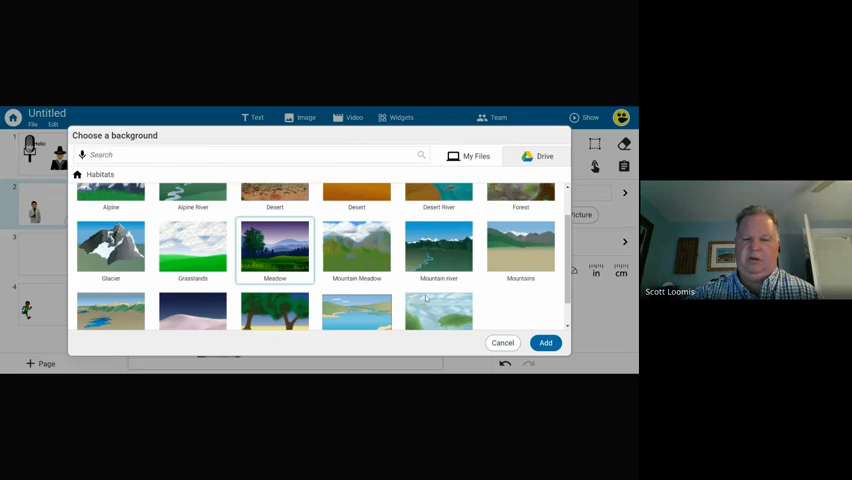 Untitled
File Edit
Text Image Video Widgets Team Show
Choose a background
Search
My Files Drive
Habitats
1
Hello
2
3
4
Picture
in cm
Alpine Alpine River Desert Desert Desert River Forest
Glacier Grasslands Meadow Mountain Meadow Mountain river Mountains
Cancel Add
+ Page
Scott Loomis